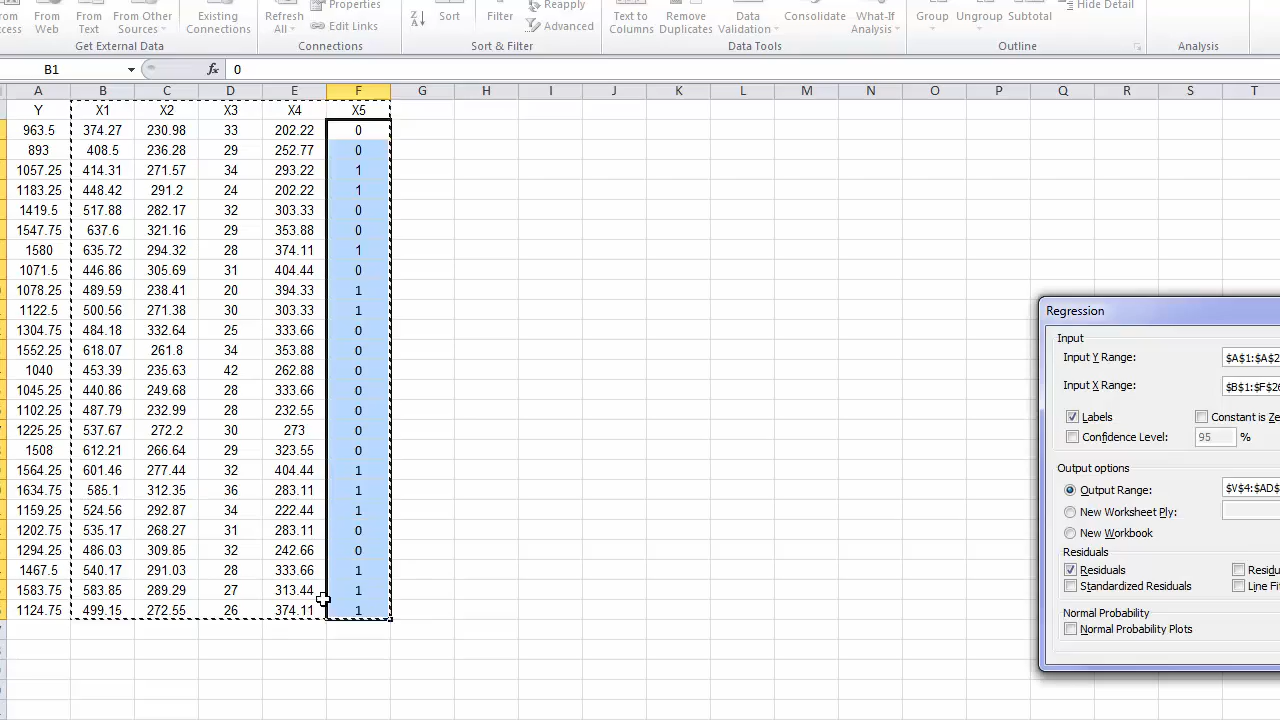 Properties Reapply Hide Detail
From Access From Web From Text From Other Sources Existing Connections Refresh All Edit Links Sort Filter Advanced Text to Columns Remove Duplicates Data Validation Consolidate What-If Analysis Group Ungroup Subtotal
Get External Data Connections Sort & Filter Data Tools Outline Analysis
B1 fx 0
A B C D E F G H I J K L M N O P Q R S T
Y X1 X2 X3 X4 X5
963.5 374.27 230.98 33 202.22 0
893 408.5 236.28 29 252.77 0
1057.25 414.31 271.57 34 293.22 1
1183.25 448.42 291.2 24 202.22 1
1419.5 517.88 282.17 32 303.33 0
1547.75 637.6 321.16 29 353.88 0
1580 635.72 294.32 28 374.11 1
1071.5 446.86 305.69 31 404.44 0
1078.25 489.59 238.41 20 394.33 1
1122.5 500.56 271.38 30 303.33 1
1304.75 484.18 332.64 25 333.66 0
1552.25 618.07 261.8 34 353.88 0
1040 453.39 235.63 42 262.88 0
1045.25 440.86 249.68 28 333.66 0
1102.25 487.79 232.99 28 232.55 0
1225.25 537.67 272.2 30 273 0
1508 612.21 266.64 29 323.55 0
1564.25 601.46 277.44 32 404.44 1
1634.75 585.1 312.35 36 283.11 1
1159.25 524.56 292.87 34 222.44 1
1202.75 535.17 268.27 31 283.11 0
1294.25 486.03 309.85 32 242.66 0
1467.5 540.17 291.03 28 333.66 1
1583.75 583.85 289.29 27 313.44 1
1124.75 499.15 272.55 26 374.11 1
Regression
Input
Input Y Range: $A$1:$A$2
Input X Range: $B$1:$F$26
Labels Constant is Ze
Confidence Level: 95 %
Output options
Output Range: $V$4:$AD$
New Worksheet Ply:
New Workbook
Residuals
Residuals Residu
Standardized Residuals Line Fi
Normal Probability
Normal Probability Plots